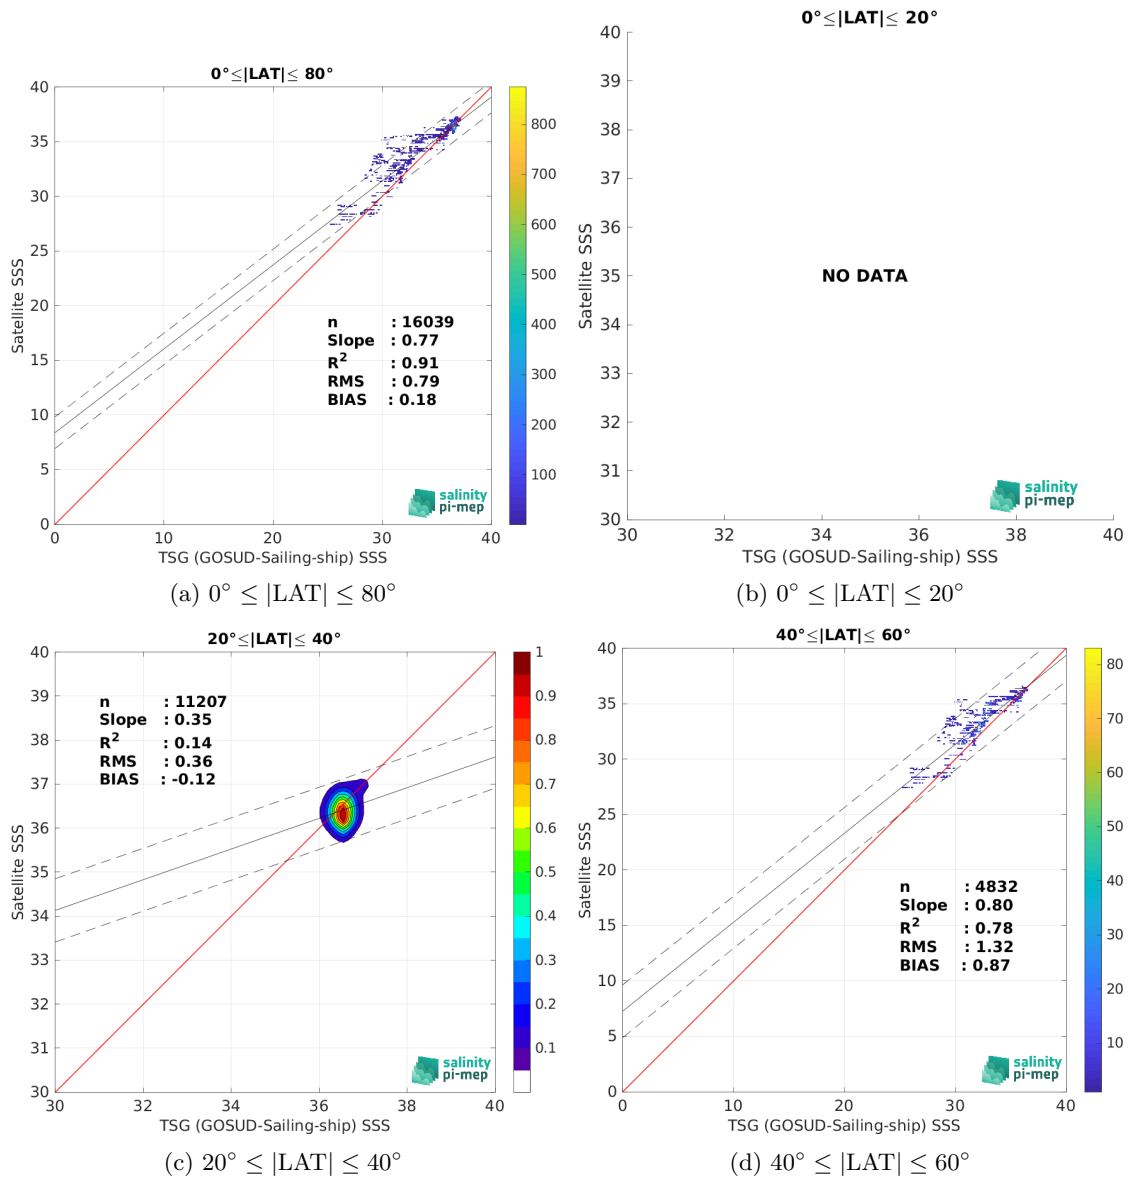 0°≤|LAT|≤ 80°
40
35
30
25
20
15
10
5
0
Satellite SSS
n : 16039
Slope : 0.77
R² : 0.91
RMS : 0.79
BIAS : 0.18
salinity
pi-mep
0 10 20 30 40
TSG (GOSUD-Sailing-ship) SSS
800
700
600
500
400
300
200
100
(a) 0° ≤ |LAT| ≤ 80°
0°≤|LAT|≤ 20°
40
39
38
37
36
35
34
33
32
31
30
Satellite SSS
NO DATA
salinity
pi-mep
30 32 34 36 38 40
TSG (GOSUD-Sailing-ship) SSS
(b) 0° ≤ |LAT| ≤ 20°
20°≤|LAT|≤ 40°
40
39
38
37
36
35
34
33
32
31
30
Satellite SSS
n : 11207
Slope : 0.35
R² : 0.14
RMS : 0.36
BIAS : -0.12
salinity
pi-mep
30 32 34 36 38 40
TSG (GOSUD-Sailing-ship) SSS
1
0.9
0.8
0.7
0.6
0.5
0.4
0.3
0.2
0.1
(c) 20° ≤ |LAT| ≤ 40°
40°≤|LAT|≤ 60°
40
35
30
25
20
15
10
5
0
Satellite SSS
n : 4832
Slope : 0.80
R² : 0.78
RMS : 1.32
BIAS : 0.87
salinity
pi-mep
0 10 20 30 40
TSG (GOSUD-Sailing-ship) SSS
80
70
60
50
40
30
20
10
(d) 40° ≤ |LAT| ≤ 60°